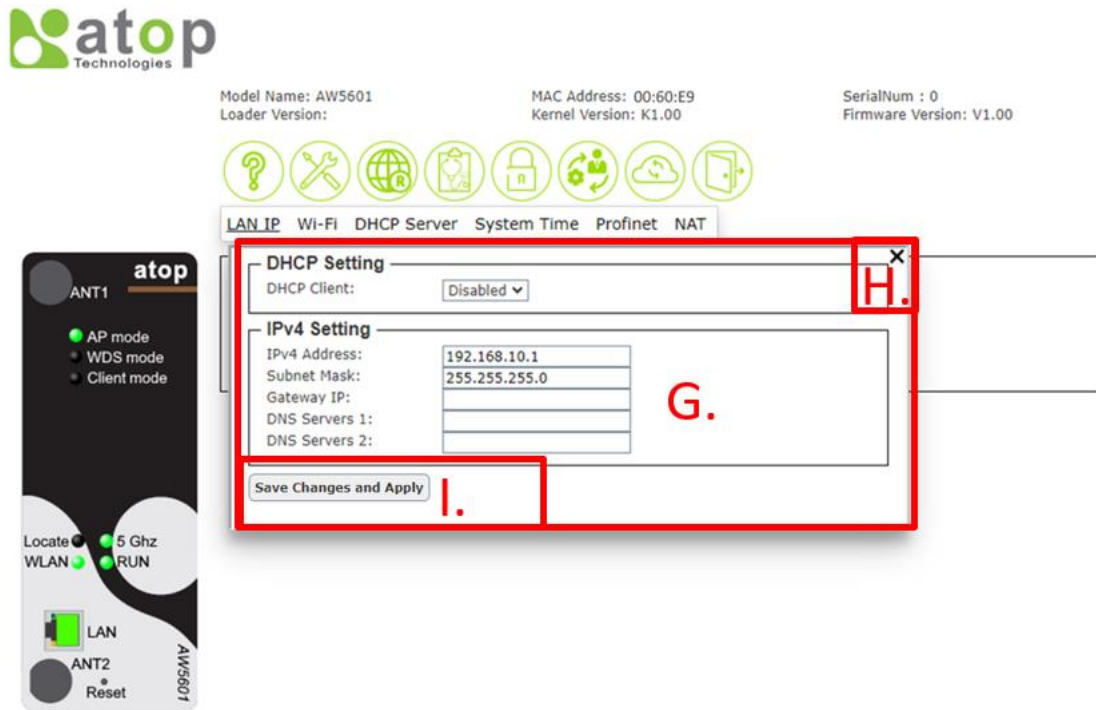 atop
Technologies
Model Name: AW5601 MAC Address: 00:60:E9 SerialNum : 0
Loader Version: Kernel Version: K1.00 Firmware Version: V1.00
? R
LAN IP Wi-Fi DHCP Server System Time Profinet NAT
DHCP Setting ×
H.
DHCP Client: Disabled
IPv4 Setting
IPv4 Address: 192.168.10.1
Subnet Mask: 255.255.255.0
Gateway IP:
G.
DNS Servers 1:
DNS Servers 2:
Save Changes and Apply
I.
atop
ANT1
AP mode
WDS mode
Client mode
Locate 5 Ghz
WLAN RUN
LAN
ANT2
Reset
AW5601